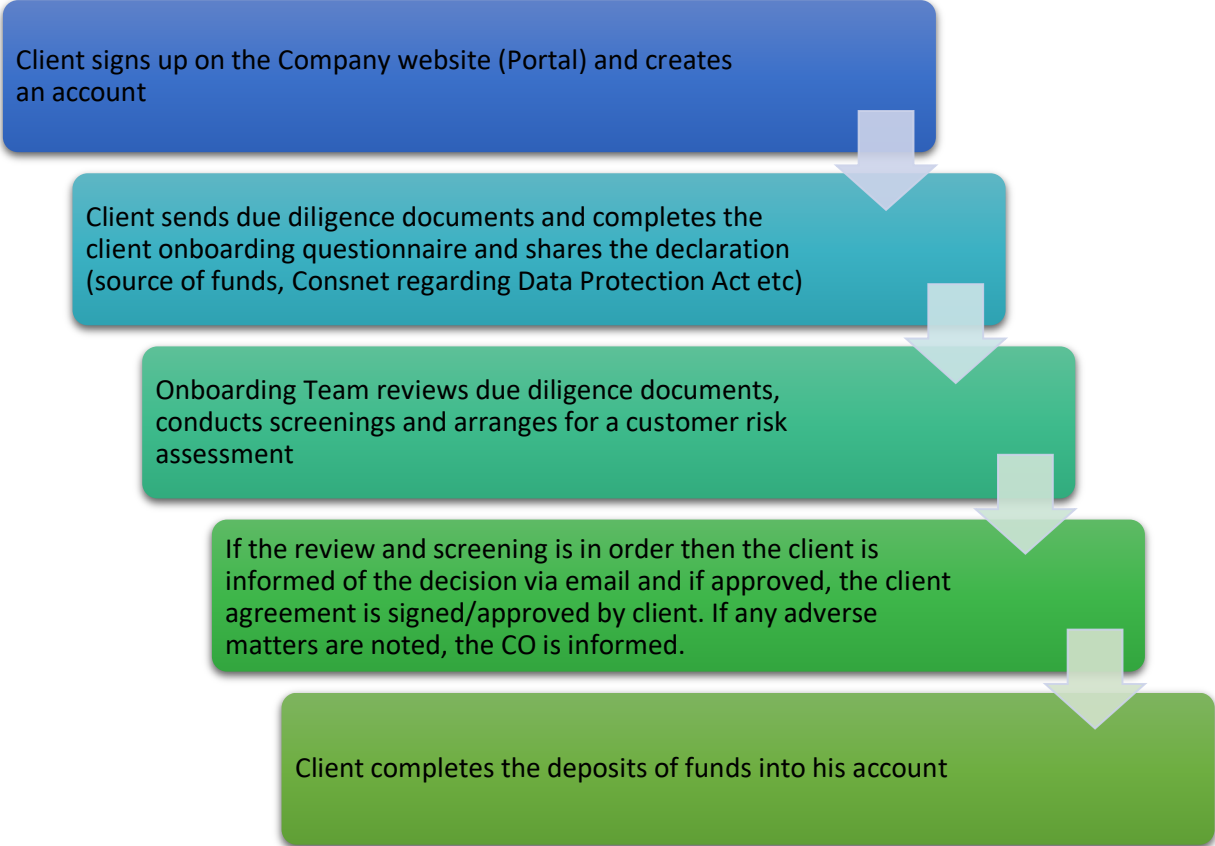 Client signs up on the Company website (Portal) and creates
an account
Client sends due diligence documents and completes the
client onboarding questionnaire and shares the declaration
(source of funds, Consnet regarding Data Protection Act etc)
Onboarding Team reviews due diligence documents,
conducts screenings and arranges for a customer risk
assessment
If the review and screening is in order then the client is
informed of the decision via email and if approved, the client
agreement is signed/approved by client. If any adverse
matters are noted, the CO is informed.
Client completes the deposits of funds into his account